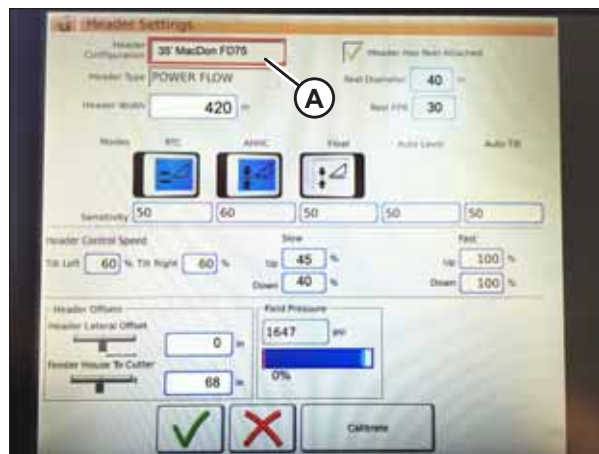 Header Settings
Header Configuration 35' MacDon FD75
Header Has Reel Attached
A
Header Type POWER FLOW
Reel Diameter 40 in
Header Width 420 in
Reel PPR 30
Modes RTC AHHC Float Auto Level Auto Tilt
Sensitivity 50 60 50 50 50
Header Control Speed
Slow
Fast
Tilt Left 60 % Tilt Right 60 %
Up 45 %
Up 100 %
Down 40 %
Down 100 %
Header Offsets
Field Pressure
Header Lateral Offset
0 in
1647 psi
Feeder House To Cutter
68 in
0%
Calibrate